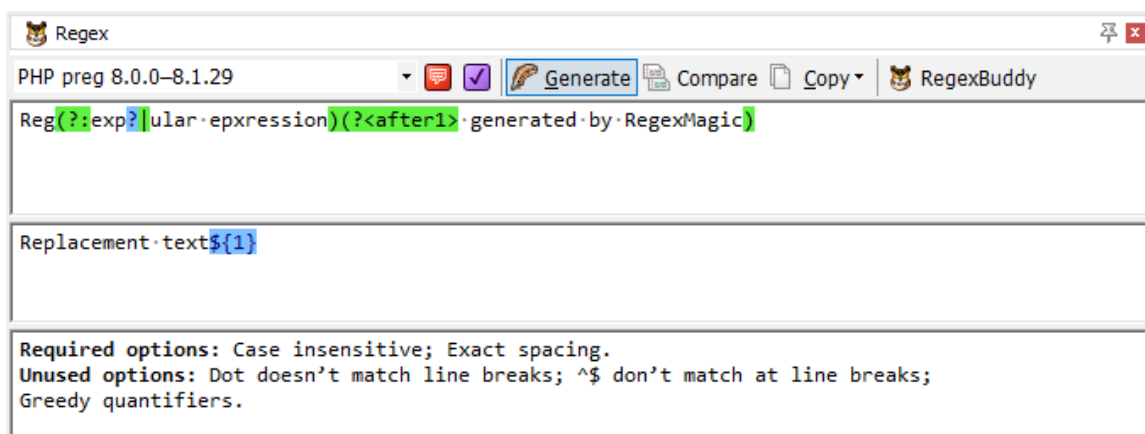 Regex
PHP preg 8.0.0–8.1.29 Generate Compare Copy RegexBuddy
Reg(?:exp?|ular·epxression)(?<after1>·generated·by·RegexMagic)
Replacement·text${1}
Required options: Case insensitive; Exact spacing.
Unused options: Dot doesn’t match line breaks; ^$ don’t match at line breaks;
Greedy quantifiers.